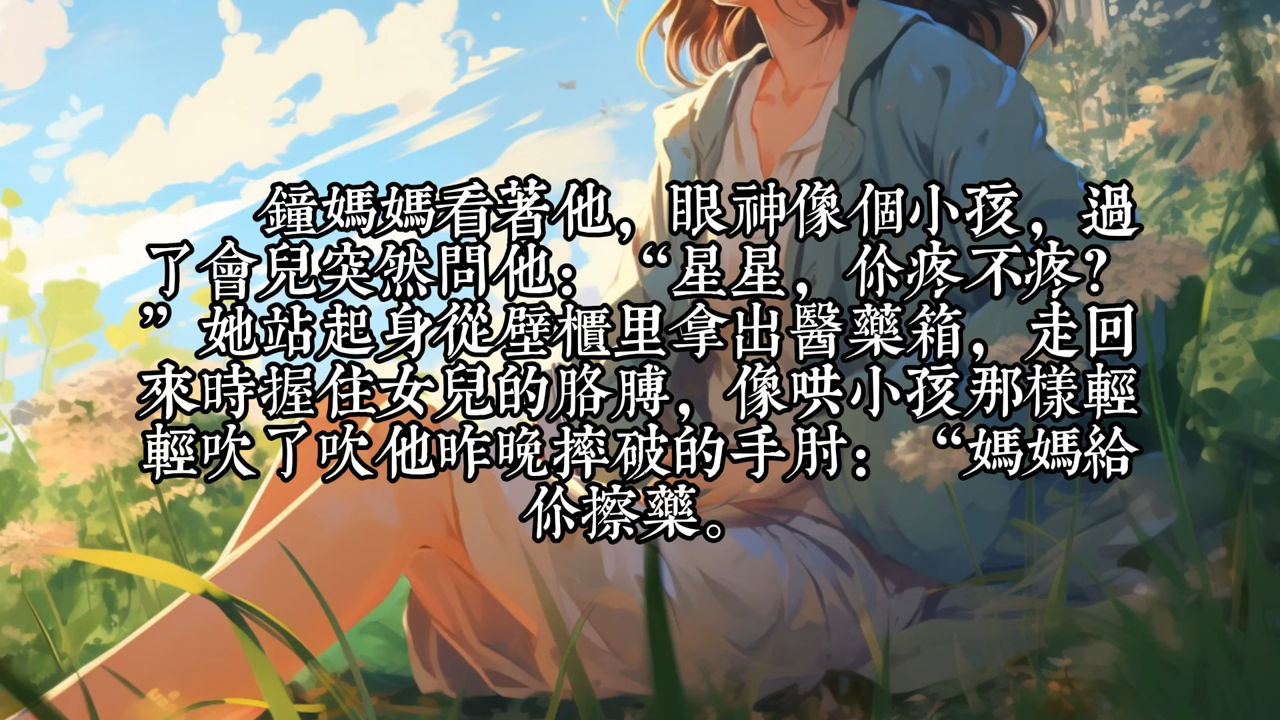 鐘媽媽看著他，眼神像個小孩，過
了會兒突然問他：“星星，你疼不疼？
”她站起身從壁櫃里拿出醫藥箱，走回
來時握住女兒的胳膊，像哄小孩那樣輕
輕吹了吹他昨晚摔破的手肘：“媽媽給
你擦藥。